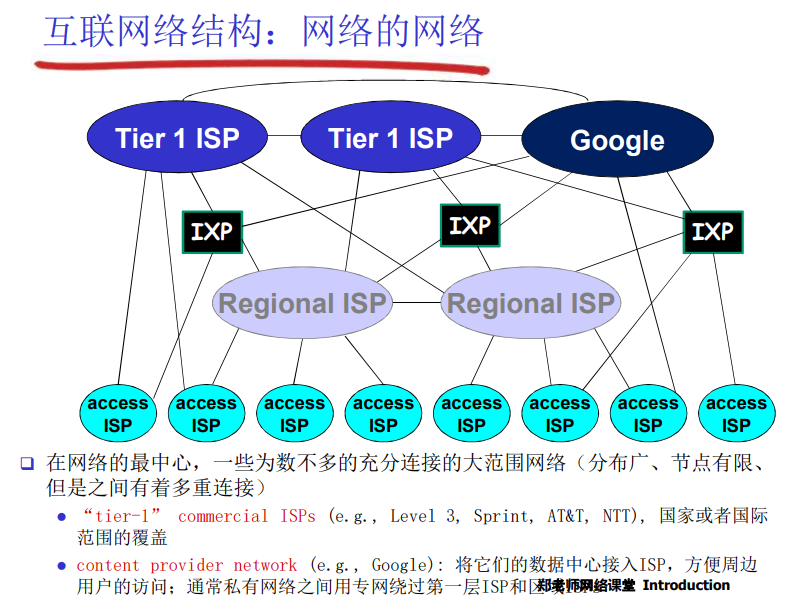 互联网络结构：网络的网络
Tier 1 ISP
Tier 1 ISP
Google
IXP
IXP
IXP
Regional ISP
Regional ISP
access
ISP
access
ISP
access
ISP
access
ISP
access
ISP
access
ISP
access
ISP
access
ISP
在网络的最中心，一些为数不多的充分连接的大范围网络（分布广、节点有限、
但是之间有着多重连接）
“tier-1” commercial ISPs (e.g., Level 3, Sprint, AT&T, NTT), 国家或者国际
范围的覆盖
content provider network (e.g., Google): 将它们的数据中心接入ISP，方便周边
用户的访问；通常私有网络之间用专网绕过第一层ISP和区
郑老师网络课堂 Introduction